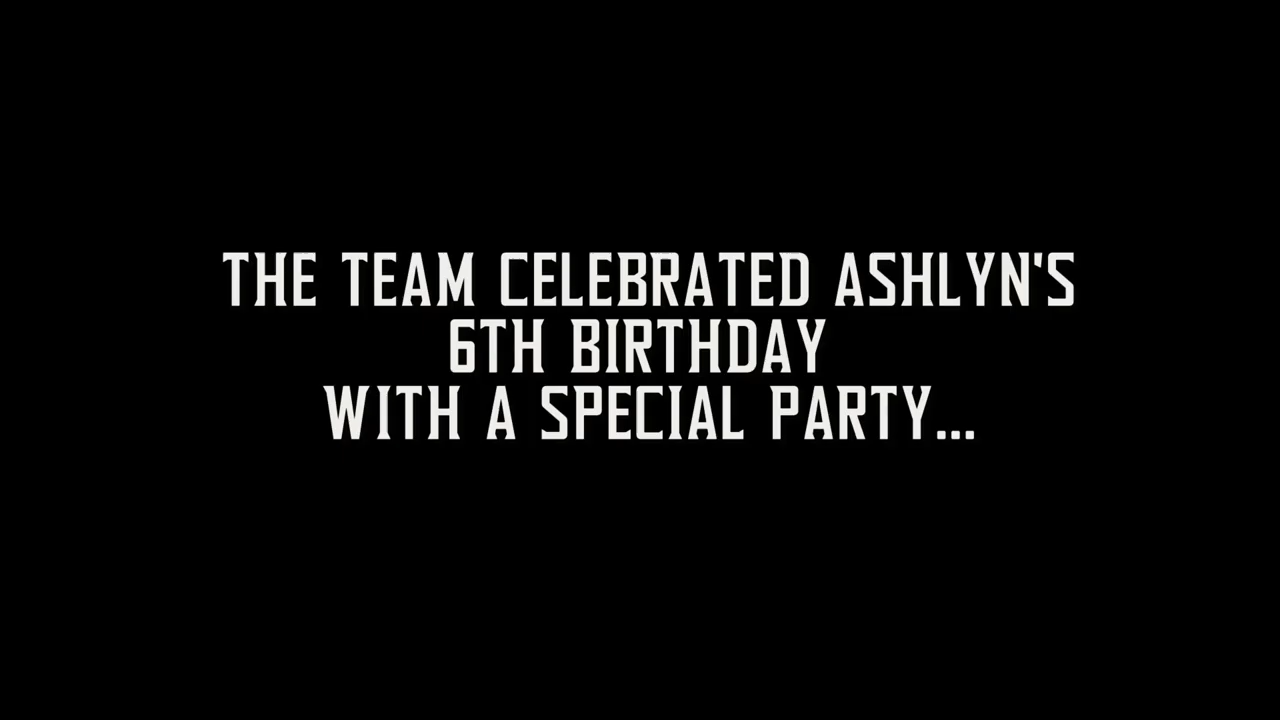 THE TEAM CELEBRATED ASHLYN'S
6TH BIRTHDAY
WITH A SPECIAL PARTY...